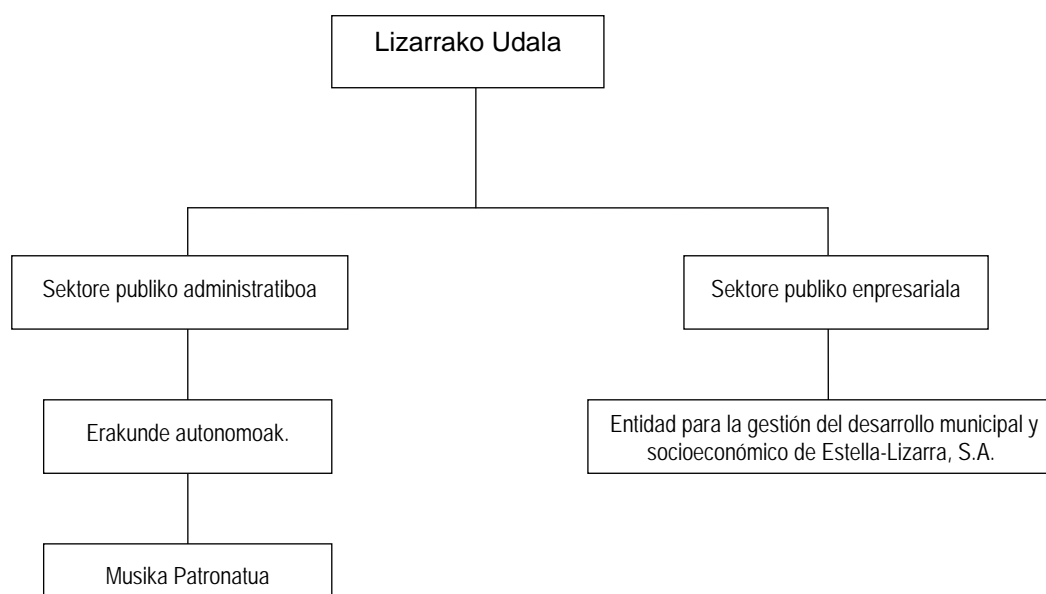 Lizarrako Udala
Sektore publiko administratiboa
Sektore publiko enpresariala
Erakunde autonomoak.
Entidad para la gestión del desarrollo municipal y
socioeconómico de Estella-Lizarra, S.A.
Musika Patronatua